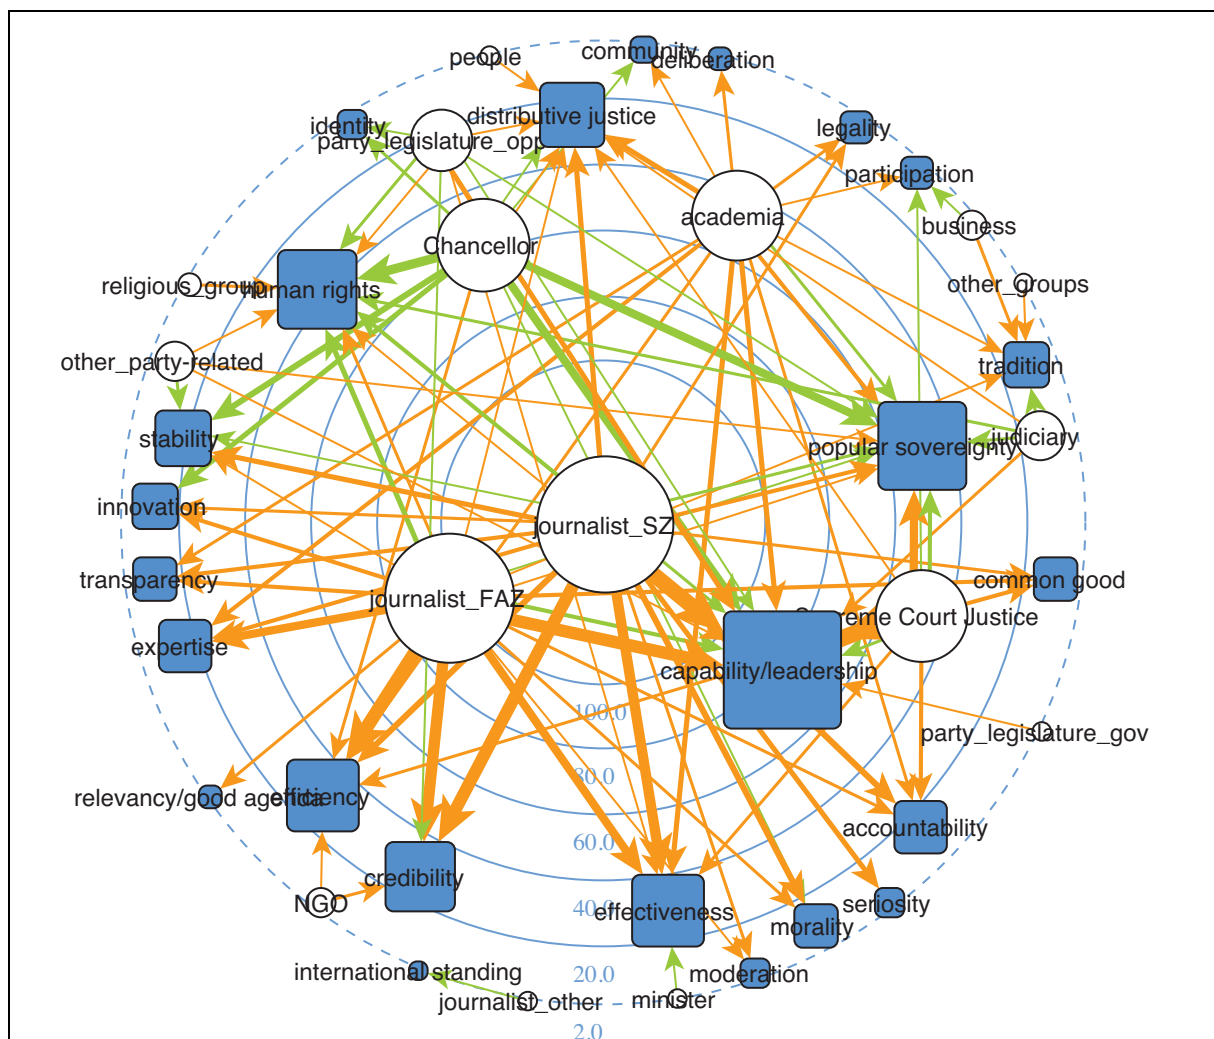 people
community
deliberation
distributive justice
identity
party_legislature_opp
legality
participation
academia
business
Chancellor
religious_group
human rights
other_groups
other_party-related
tradition
stability
popular sovereignty
judiciary
innovation
journalist_SZ
transparency
common good
journalist_FAZ
Supreme Court Justice
expertise
capability/leadership
100.0
party_legislature_gov
80.0
relevancy/good agenda
efficiency
accountability
60.0
credibility
NGO
40.0
effectiveness
seriosity
morality
international standing
20.0
moderation
journalist_other
minister
2.0